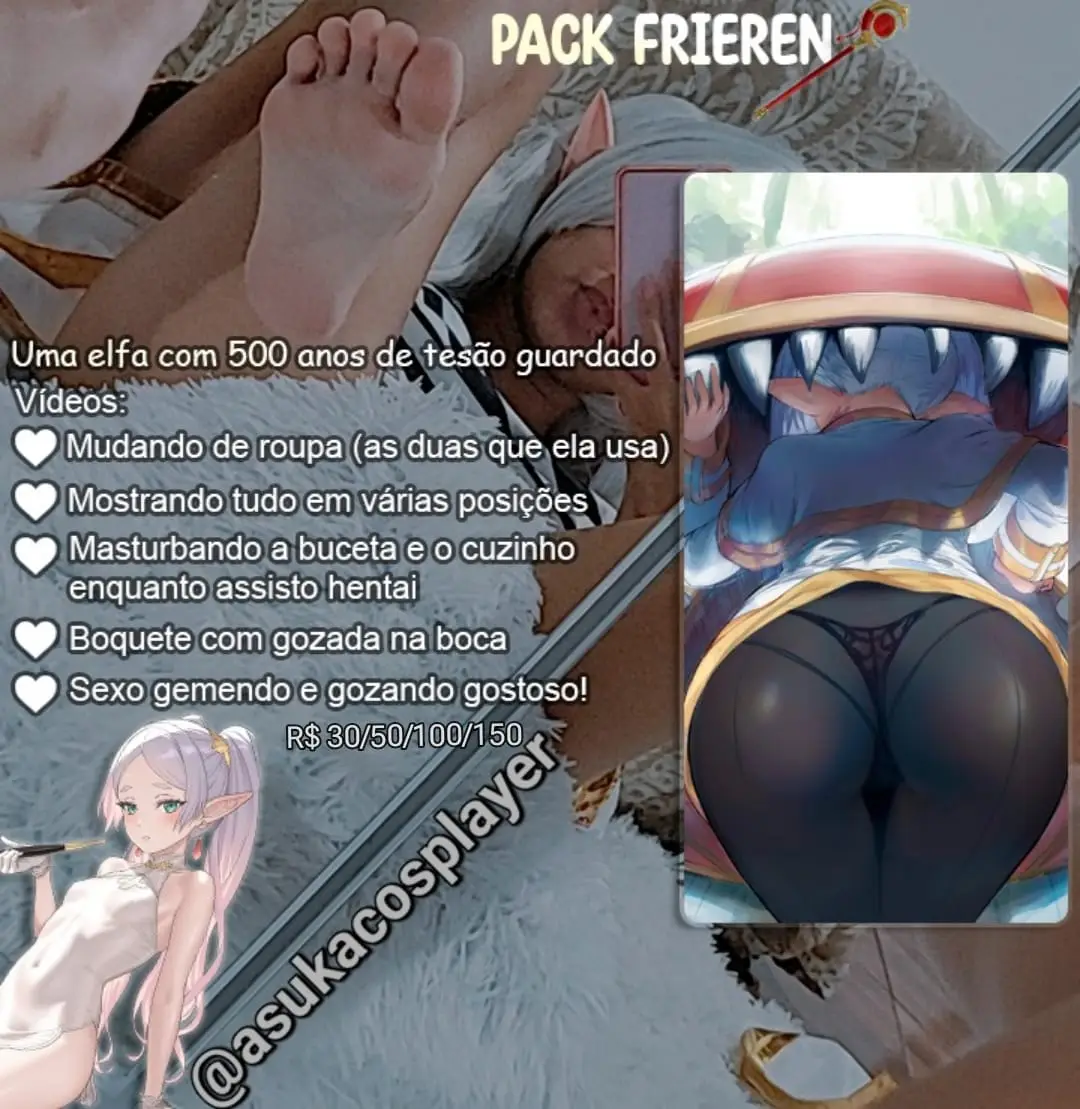 PACK FRIEREN
Uma elfa com 500 anos de tesão guardado
Vídeos:
Mudando de roupa (as duas que ela usa)
Mostrando tudo em várias posições
Masturbando a buceta e o cuzinho
enquanto assisto hentai
Boquete com gozada na boca
Sexo gemendo e gozando gostoso!
R$ 30/50/100/150
@asukacosplayer